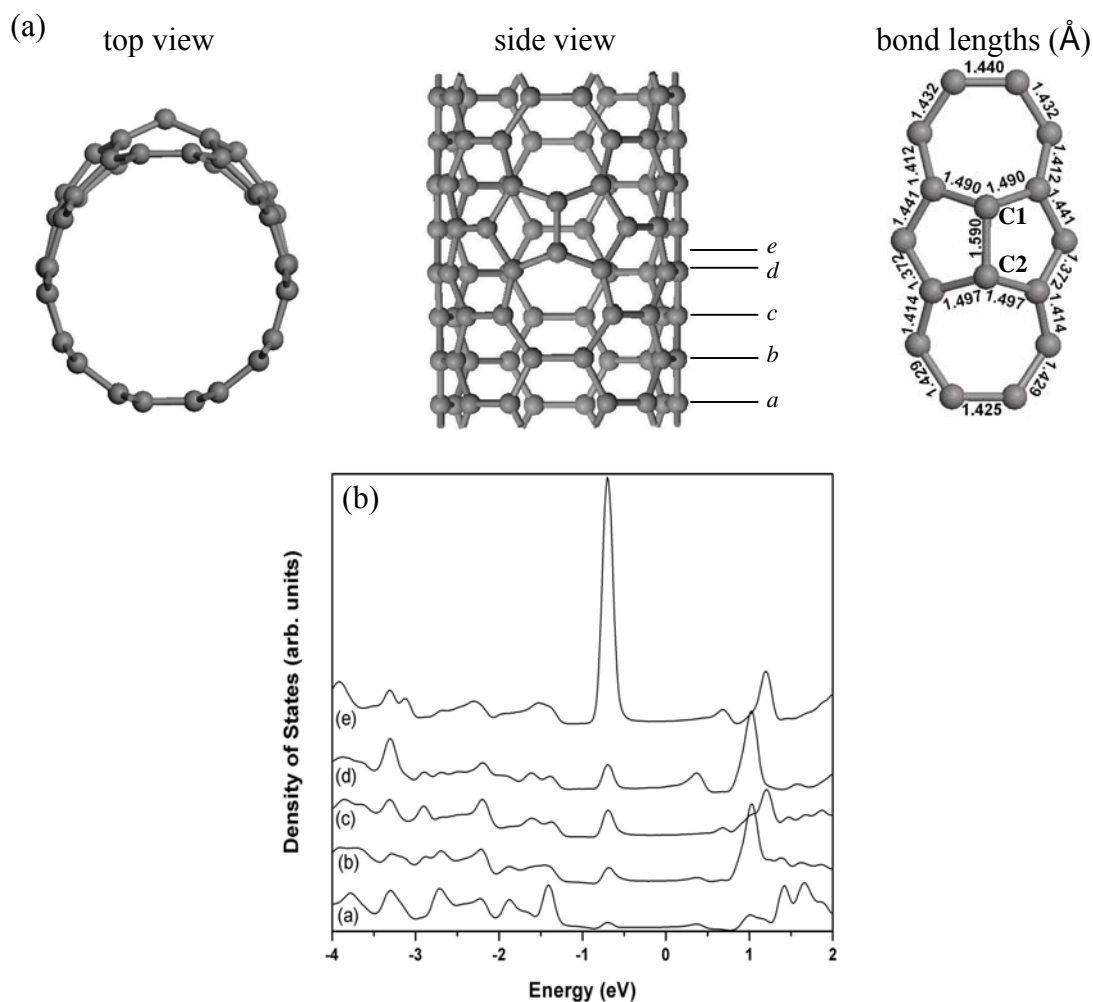 (a)
top view
side view
bond lengths (Å)
1.440
1.432
1.432
1.412
1.412
1.490
1.490
1.441
1.441
C1
1.590
C2
1.372
1.372
1.497
1.497
1.414
1.414
1.429
1.429
1.425
e
d
c
b
a
(b)
Density of States (arb. units)
(e)
(d)
(c)
(b)
(a)
-4 -3 -2 -1 0 1 2
Energy (eV)